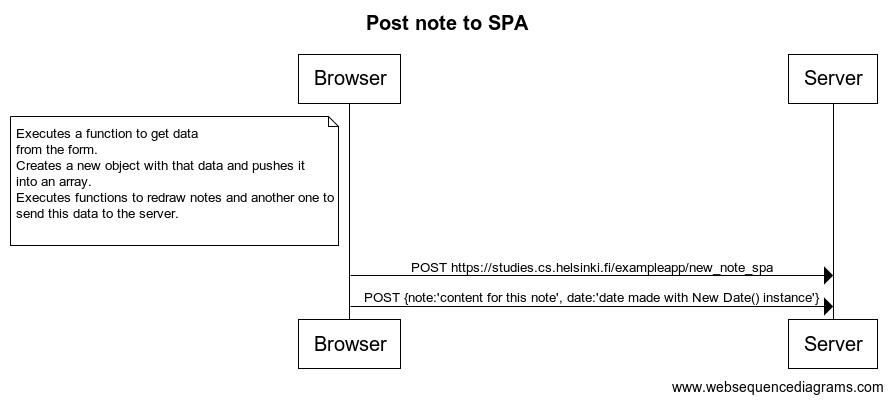 Post note to SPA
Browser
Server
Executes a function to get data
from the form.
Creates a new object with that data and pushes it
into an array.
Executes functions to redraw notes and another one to
send this data to the server.
POST https://studies.cs.helsinki.fi/exampleapp/new_note_spa
POST {note:'content for this note', date:'date made with New Date() instance'}
Browser
Server
www.websequencediagrams.com